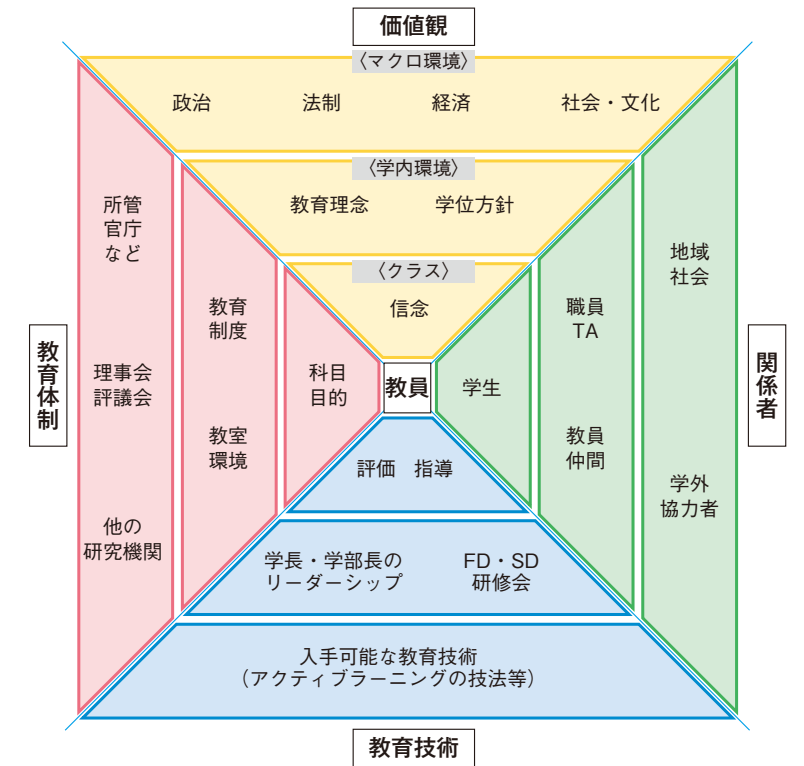 価値観
〈マクロ環境〉
政治 法制 経済 社会・文化
〈学内環境〉
教育理念 学位方針
〈クラス〉
信念
教育体制
所管
官庁
など
理事会
評議会
他の
研究機関
教育
制度
教室
環境
科目
目的
教員
学生
職員
TA
教員
仲間
地域
社会
学外
協力者
関係者
評価 指導
学長・学部長の
リーダーシップ
FD・SD
研修会
入手可能な教育技術
（アクティブラーニングの技法等）
教育技術